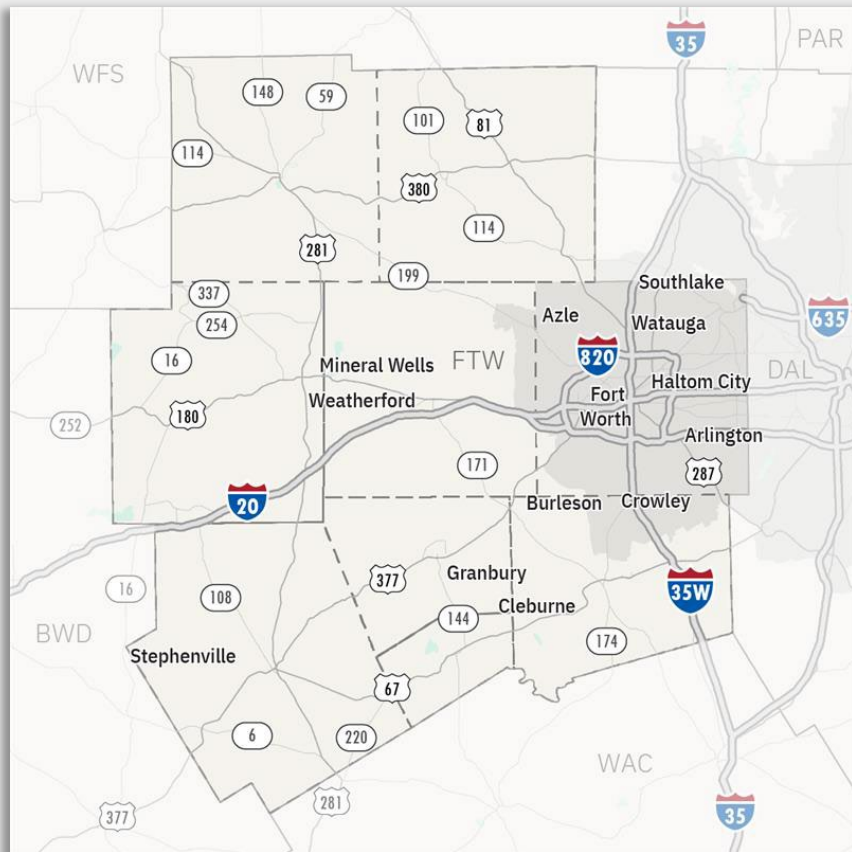 35
PAR
WFS
148
59
101
81
114
380
114
281
199
337
Southlake
Azle
254
Watauga
635
16
Mineral Wells
FTW
820
DAL
Haltom City
Weatherford
Fort
Worth
180
252
Arlington
171
287
20
Burleson
Crowley
377
Granbury
16
108
35W
Cleburne
144
BWD
174
Stephenville
67
6
220
WAC
281
377
35